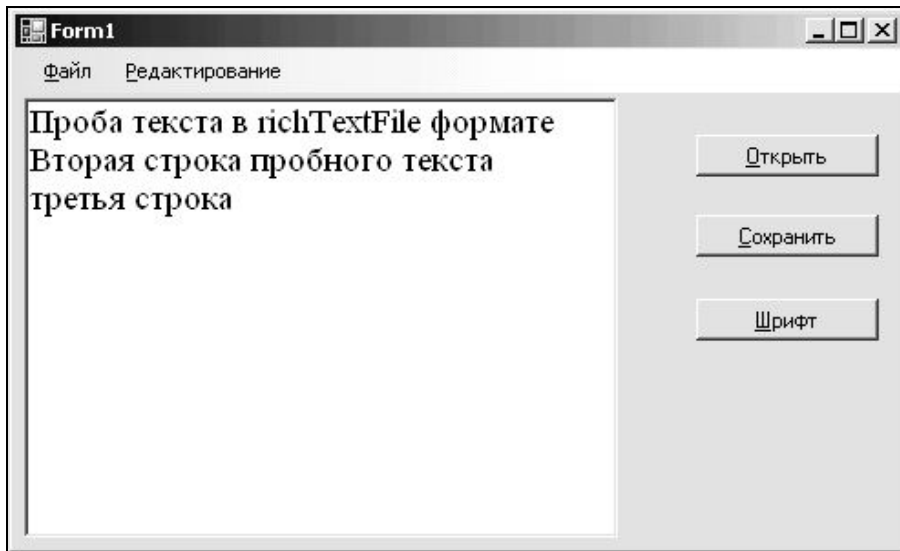 Form1
Файл Редактирование
Проба текста в richTextFile формате
Вторая строка пробного текста
третья строка
Открыть
Сохранить
Шрифт